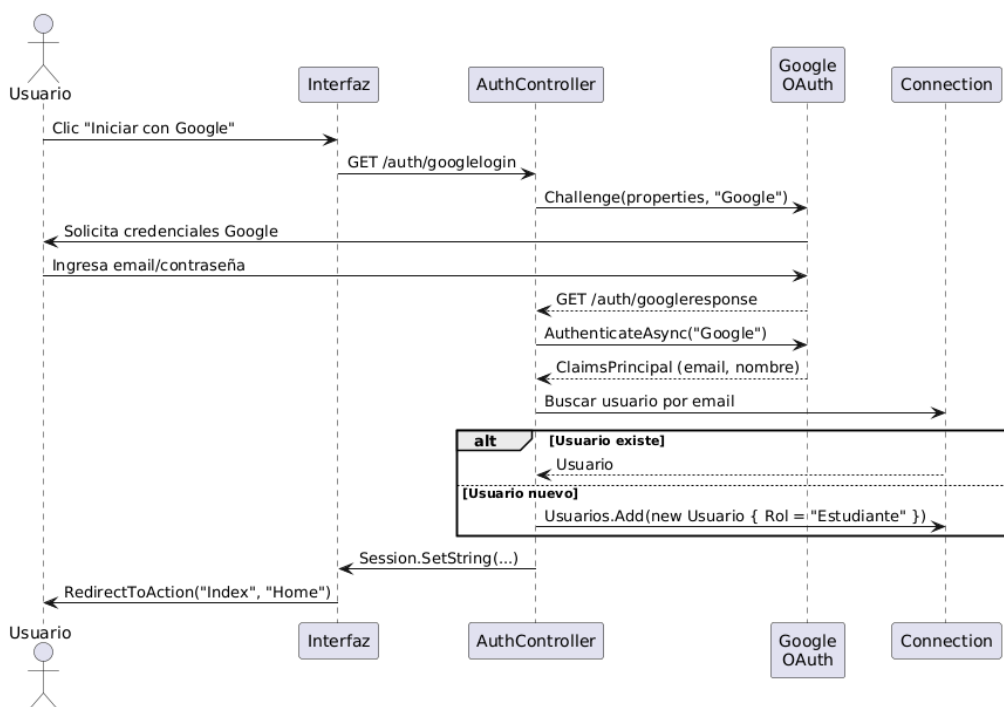 Usuario
Interfaz
AuthController
Google
OAuth
Connection
Clic "Iniciar con Google"
GET /auth/googlelogin
Challenge(properties, "Google")
Solicita credenciales Google
Ingresa email/contraseña
GET /auth/googleresponse
AuthenticateAsync("Google")
ClaimsPrincipal (email, nombre)
Buscar usuario por email
alt [Usuario existe]
Usuario
[Usuario nuevo]
Usuarios.Add(new Usuario { Rol = "Estudiante" })
Session.SetString(...)
RedirectToAction("Index", "Home")
Usuario
Interfaz
AuthController
Google
OAuth
Connection